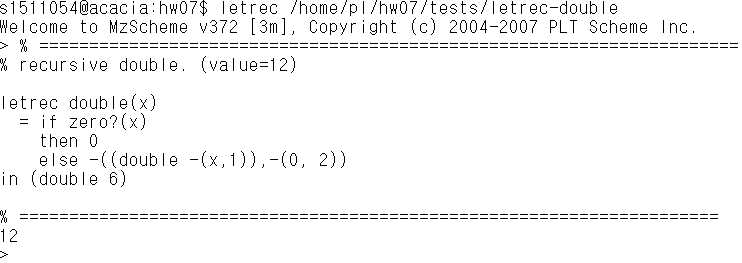 s1511054@acacia:hw07$ letrec /home/pl/hw07/tests/letrec-double
Welcome to MzScheme v372 [3m], Copyright (c) 2004-2007 PLT Scheme Inc.
> % ======================================================================
% recursive double. (value=12)
letrec double(x)
  = if zero?(x)
    then 0
    else -((double -(x,1)),-(0, 2))
in (double 6)
% ======================================================================
12
>